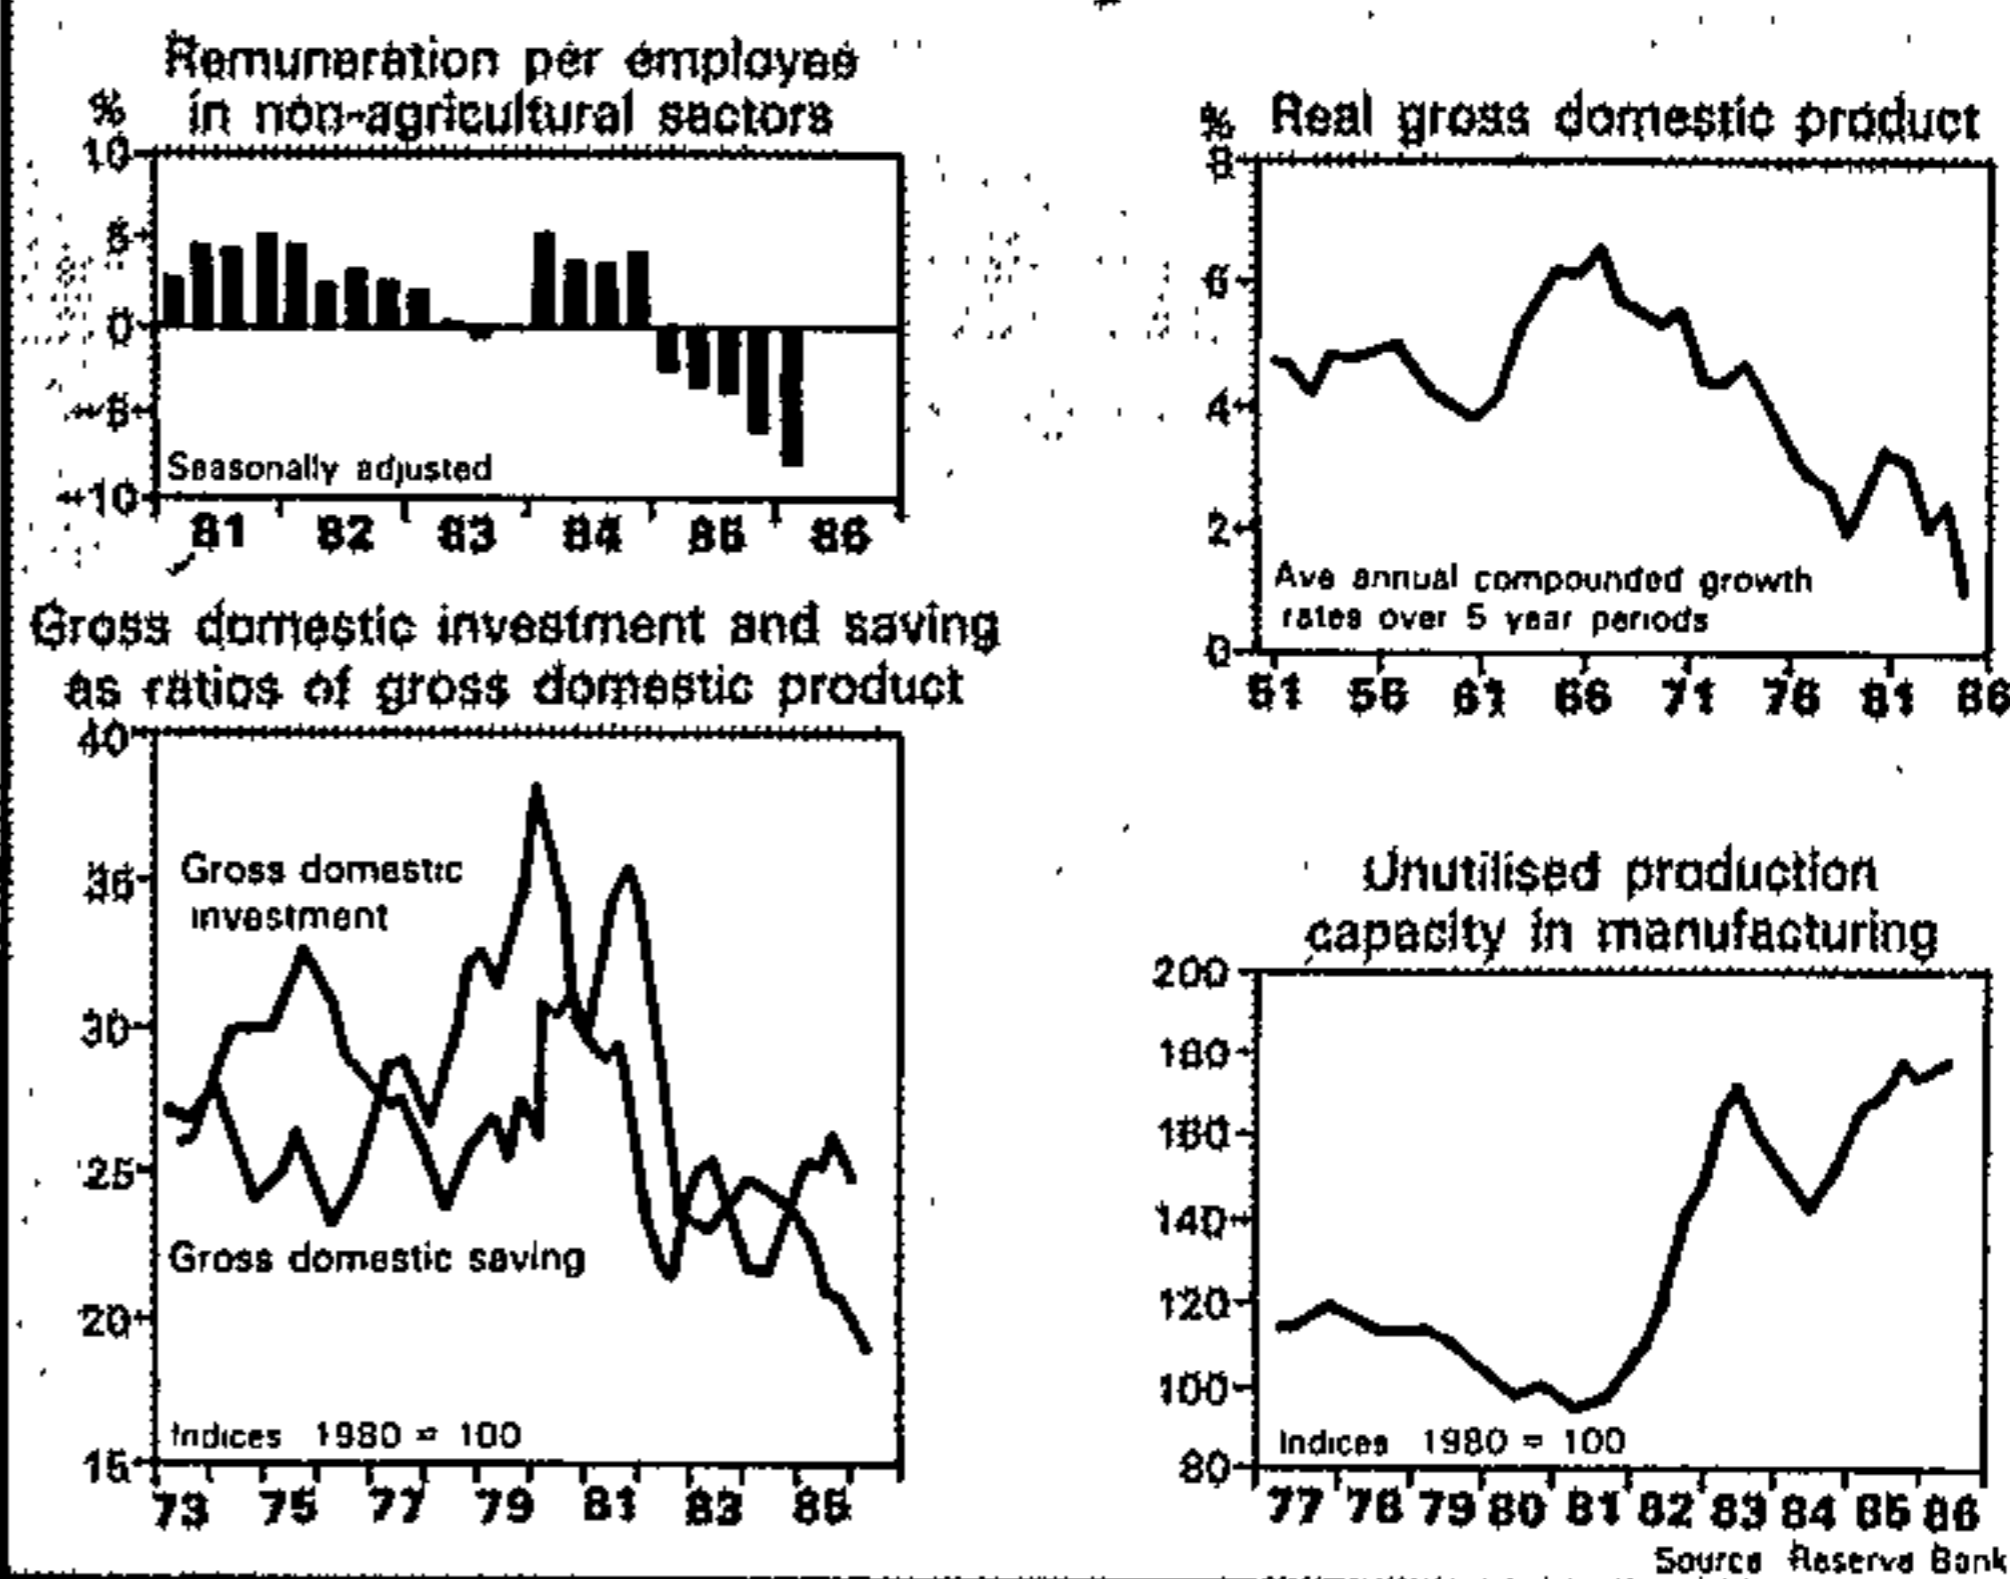 Remuneration per employee
in non-agricultural sectors
%
10
5
0
-5
-10
Seasonally adjusted
81 82 83 84 85 86
Real gross domestic product
%
8
6
4
2
0
Ave annual compounded growth
rates over 5 year periods
51 56 61 66 71 76 81 86
Gross domestic investment and saving
as ratios of gross domestic product
40
35
30
25
20
15
Gross domestic
investment
Gross domestic saving
Indices 1980 = 100
73 75 77 79 81 83 85
Unutilised production
capacity in manufacturing
200
180
160
140
120
100
80
Indices 1980 = 100
77 78 79 80 81 82 83 84 85 86
Source Reserve Bank